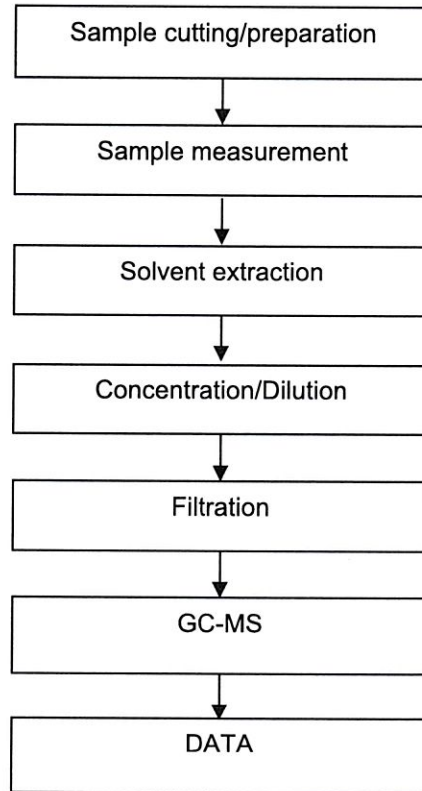 Sample cutting/preparation
Sample measurement
Solvent extraction
Concentration/Dilution
Filtration
GC-MS
DATA